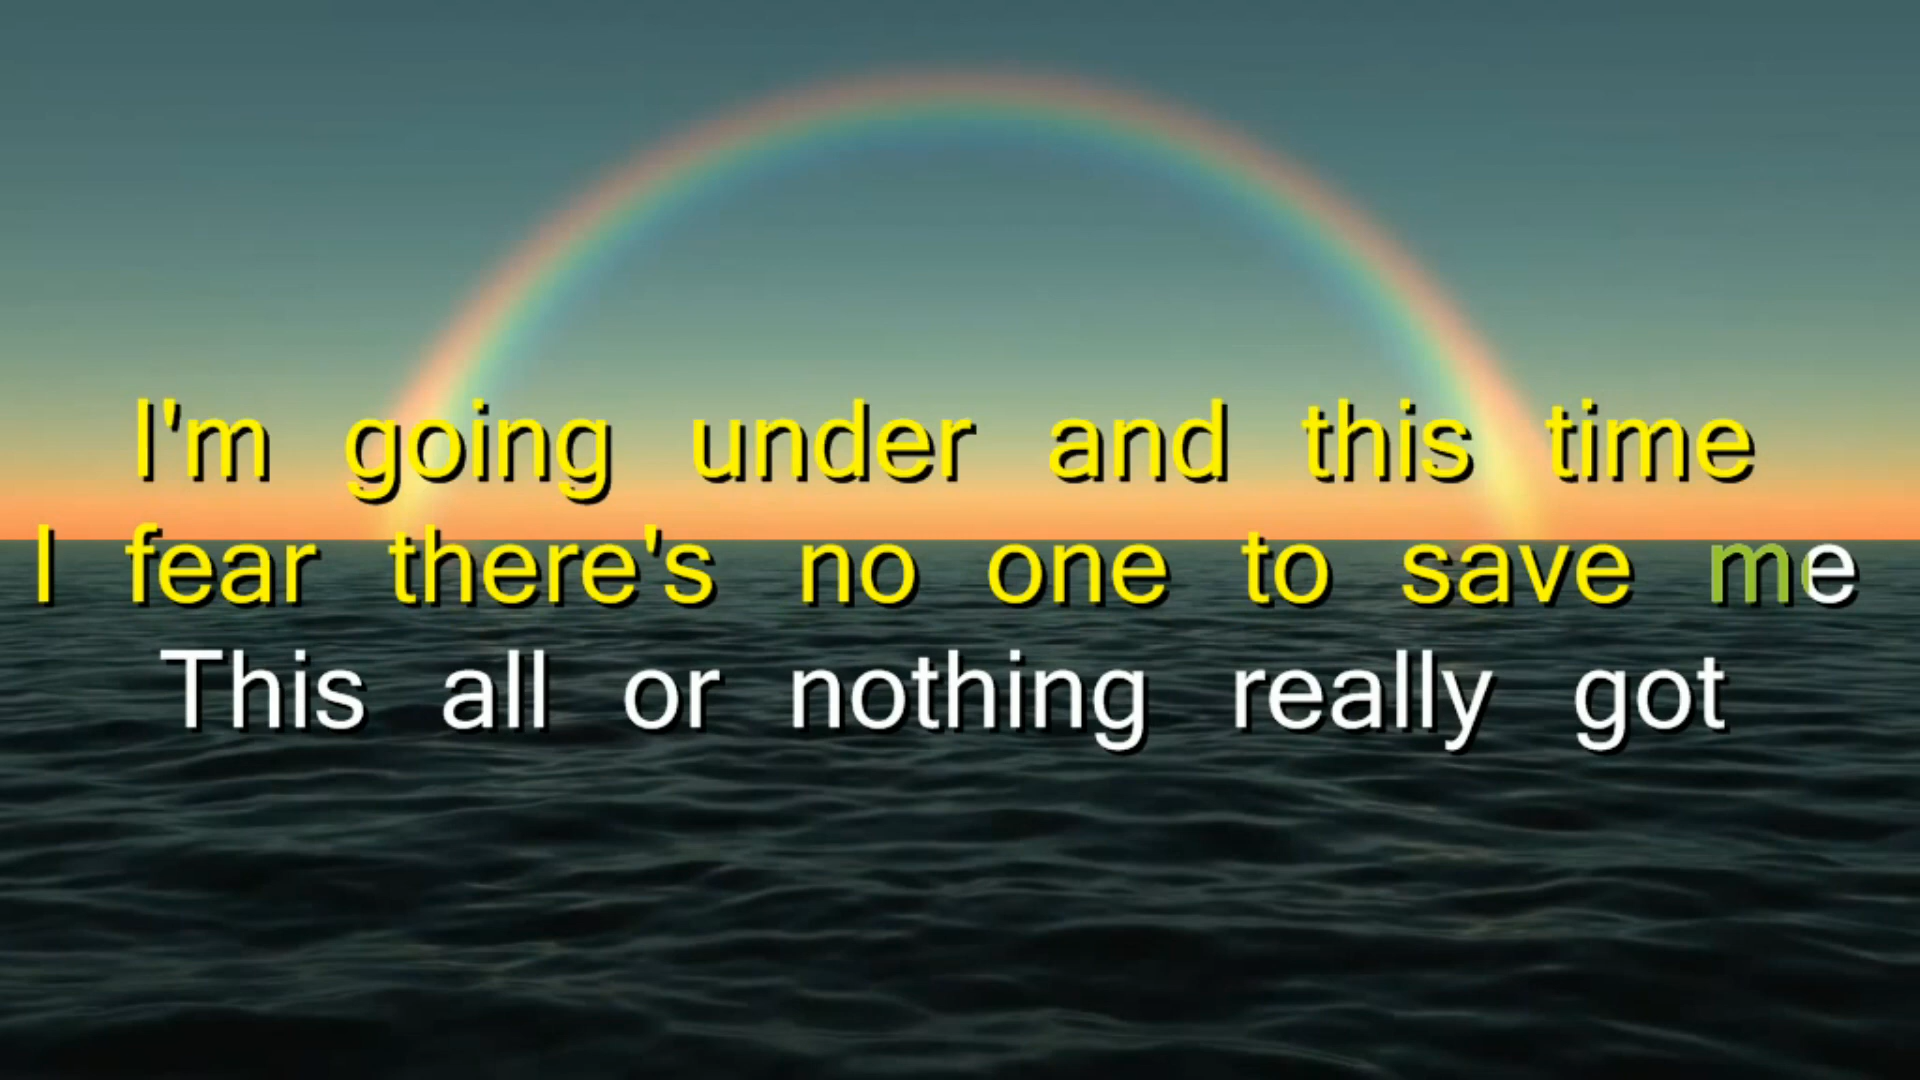 I'm going under and this time
I fear there's no one to save me
This all or nothing really got